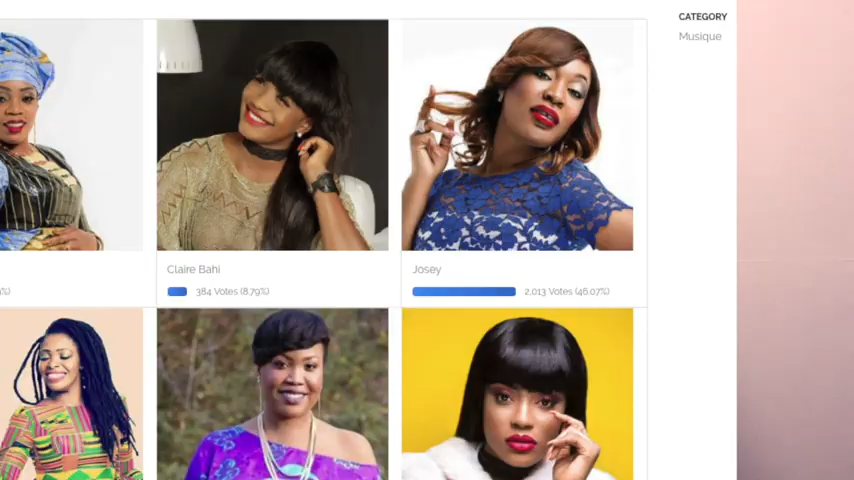 CATEGORY
Musique
Claire Bahi
Josey
384 Votes (8.79%)
2,013 Votes (46.07%)